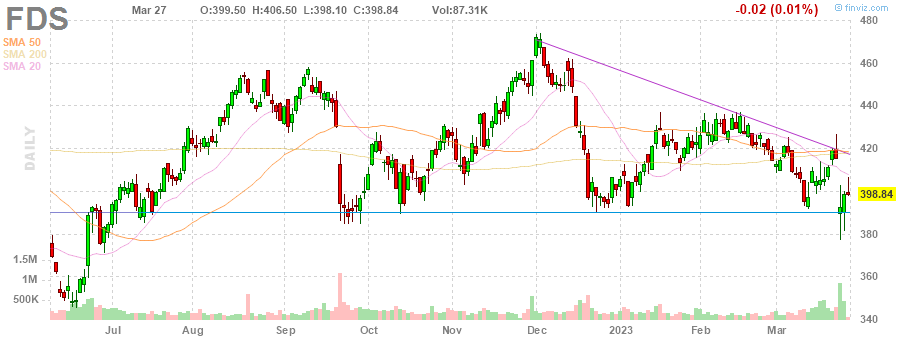 FDS Mar 27 O:399.50 H:406.50 L:398.10 C:398.84 Vol:87.31K -0.02 (0.01%) finviz.com
SMA 50
SMA 200
SMA 20
DAILY
480
460
440
420
398.84
380
360
340
1.5M
1M
500K
Jul Aug Sep Oct Nov Dec 2023 Feb Mar